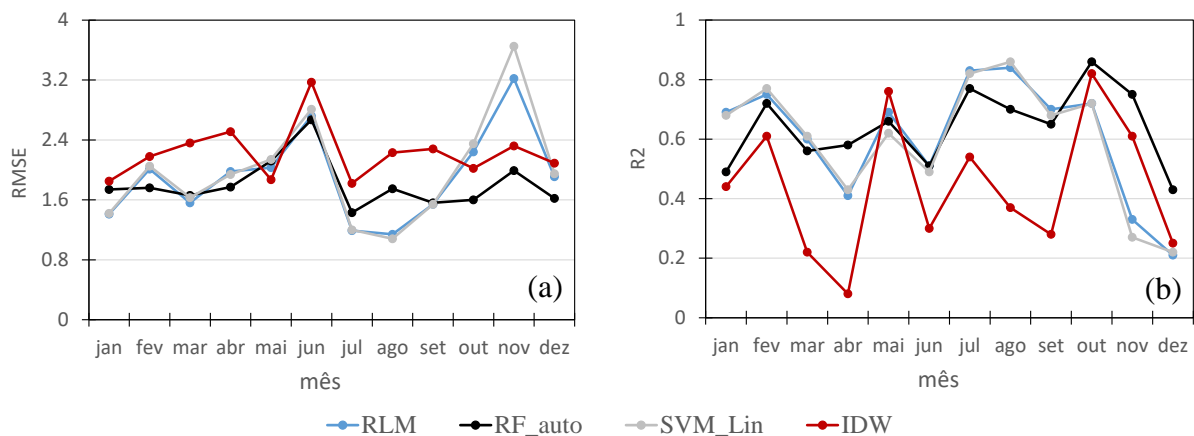 4
3.2
2.4
1.6
0.8
0
RMSE
(a)
jan fev mar abr mai jun jul ago set out nov dez
mês
1
0.8
0.6
0.4
0.2
0
R2
(b)
jan fev mar abr mai jun jul ago set out nov dez
mês
RLM RF_auto SVM_Lin IDW